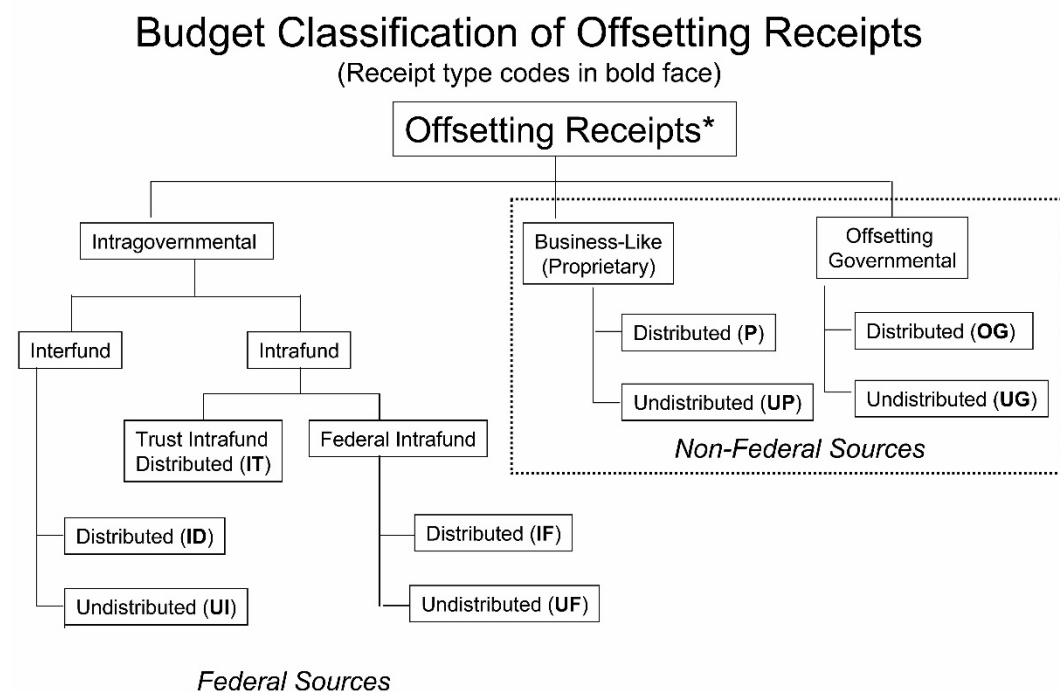 Budget Classification of Offsetting Receipts
(Receipt type codes in bold face)
Offsetting Receipts*
Intragovernmental
Business-Like
(Proprietary)
Offsetting
Governmental
Distributed (P)
Distributed (OG)
Interfund
Intrafund
Undistributed (UP)
Undistributed (UG)
Trust Intrafund
Distributed (IT)
Federal Intrafund
Non-Federal Sources
Distributed (ID)
Distributed (IF)
Undistributed (UI)
Undistributed (UF)
Federal Sources